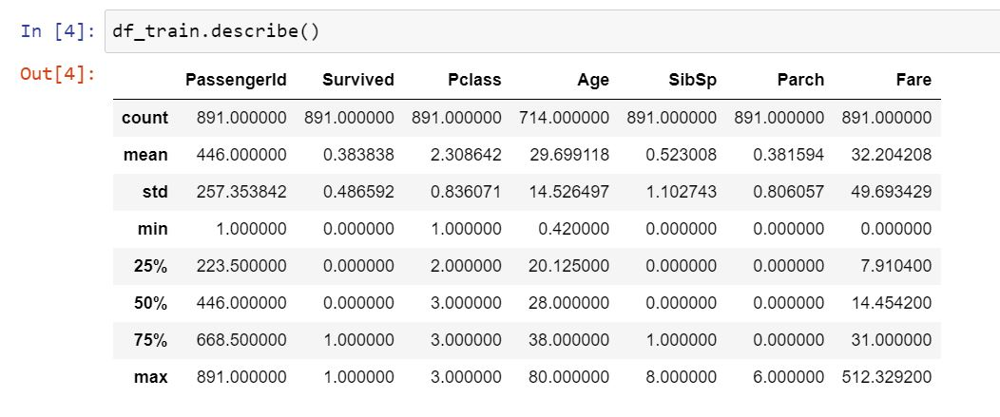 In [4]: df_train.describe()
Out[4]:
PassengerId Survived Pclass Age SibSp Parch Fare
count 891.000000 891.000000 891.000000 714.000000 891.000000 891.000000 891.000000
mean 446.000000 0.383838 2.308642 29.699118 0.523008 0.381594 32.204208
std 257.353842 0.486592 0.836071 14.526497 1.102743 0.806057 49.693429
min 1.000000 0.000000 1.000000 0.420000 0.000000 0.000000 0.000000
25% 223.500000 0.000000 2.000000 20.125000 0.000000 0.000000 7.910400
50% 446.000000 0.000000 3.000000 28.000000 0.000000 0.000000 14.454200
75% 668.500000 1.000000 3.000000 38.000000 1.000000 0.000000 31.000000
max 891.000000 1.000000 3.000000 80.000000 8.000000 6.000000 512.329200